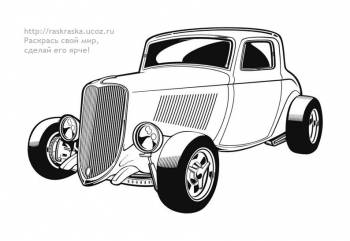 http://raskraska.ucoz.ru
Раскрась свой мир,
сделай его ярче!